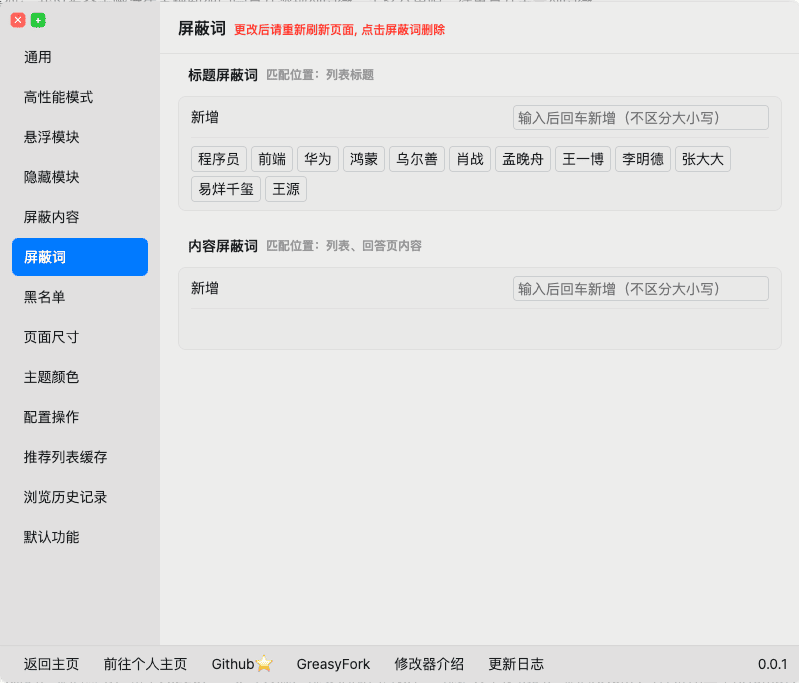 通用
高性能模式
悬浮模块
隐藏模块
屏蔽内容
屏蔽词
黑名单
页面尺寸
主题颜色
配置操作
推荐列表缓存
浏览历史记录
默认功能
屏蔽词 更改后请重新刷新页面, 点击屏蔽词删除
标题屏蔽词 匹配位置：列表标题
新增 输入后回车新增（不区分大小写）
程序员 前端 华为 鸿蒙 乌尔善 肖战 孟晚舟 王一博 李明德 张大大
易烊千玺 王源
内容屏蔽词 匹配位置：列表、回答页内容
新增 输入后回车新增（不区分大小写）
返回主页 前往个人主页 Github⭐ GreasyFork 修改器介绍 更新日志 0.0.1